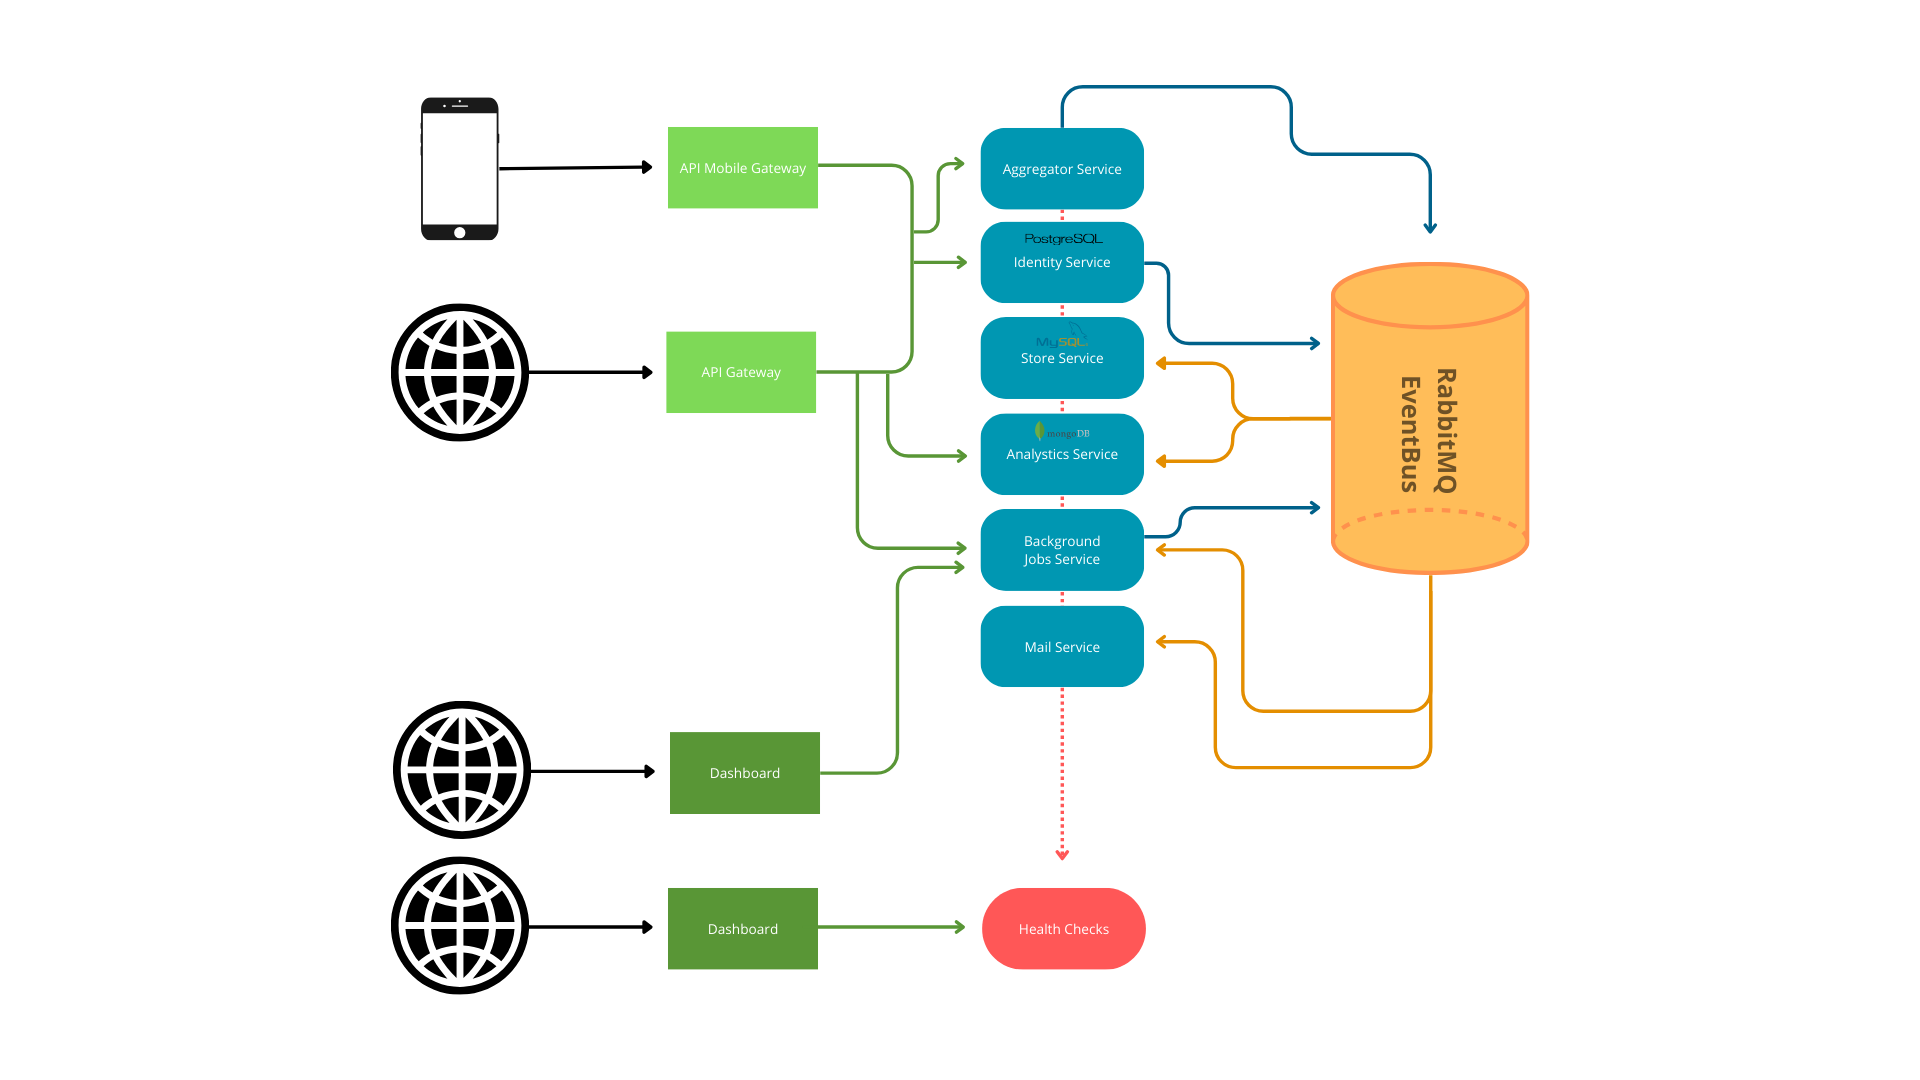 API Mobile Gateway
Aggregator Service
PostgreSQL
Identity Service
MySQL
Store Service
API Gateway
mongoDB
Analystics Service
RabbitMQ
EventBus
Background
Jobs Service
Mail Service
Dashboard
Dashboard
Health Checks